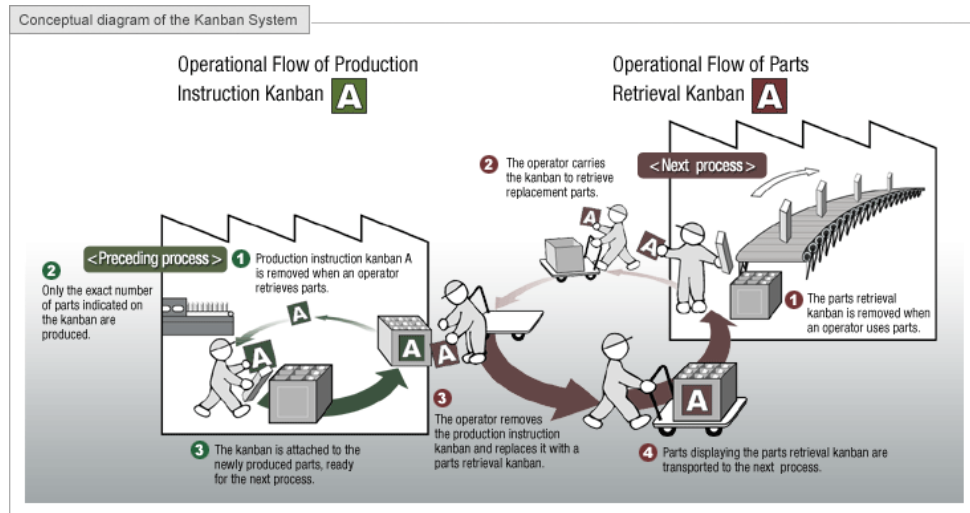 Conceptual diagram of the Kanban System
Operational Flow of Production
Instruction Kanban A
Operational Flow of Parts
Retrieval Kanban A
<Preceding process>
1 Production instruction kanban A
is removed when an operator
retrieves parts.
2
Only the exact number
of parts indicated on
the kanban are
produced.
A
A
A
3 The kanban is attached to the
newly produced parts, ready
for the next process.
<Next process>
1 The parts retrieval
kanban is removed when
an operator uses parts.
2 The operator carries
the kanban to retrieve
replacement parts.
A
A
A
3
The operator removes
the production instruction
kanban and replaces it with a
parts retrieval kanban.
A
4 Parts displaying the parts retrieval kanban are
transported to the next process.